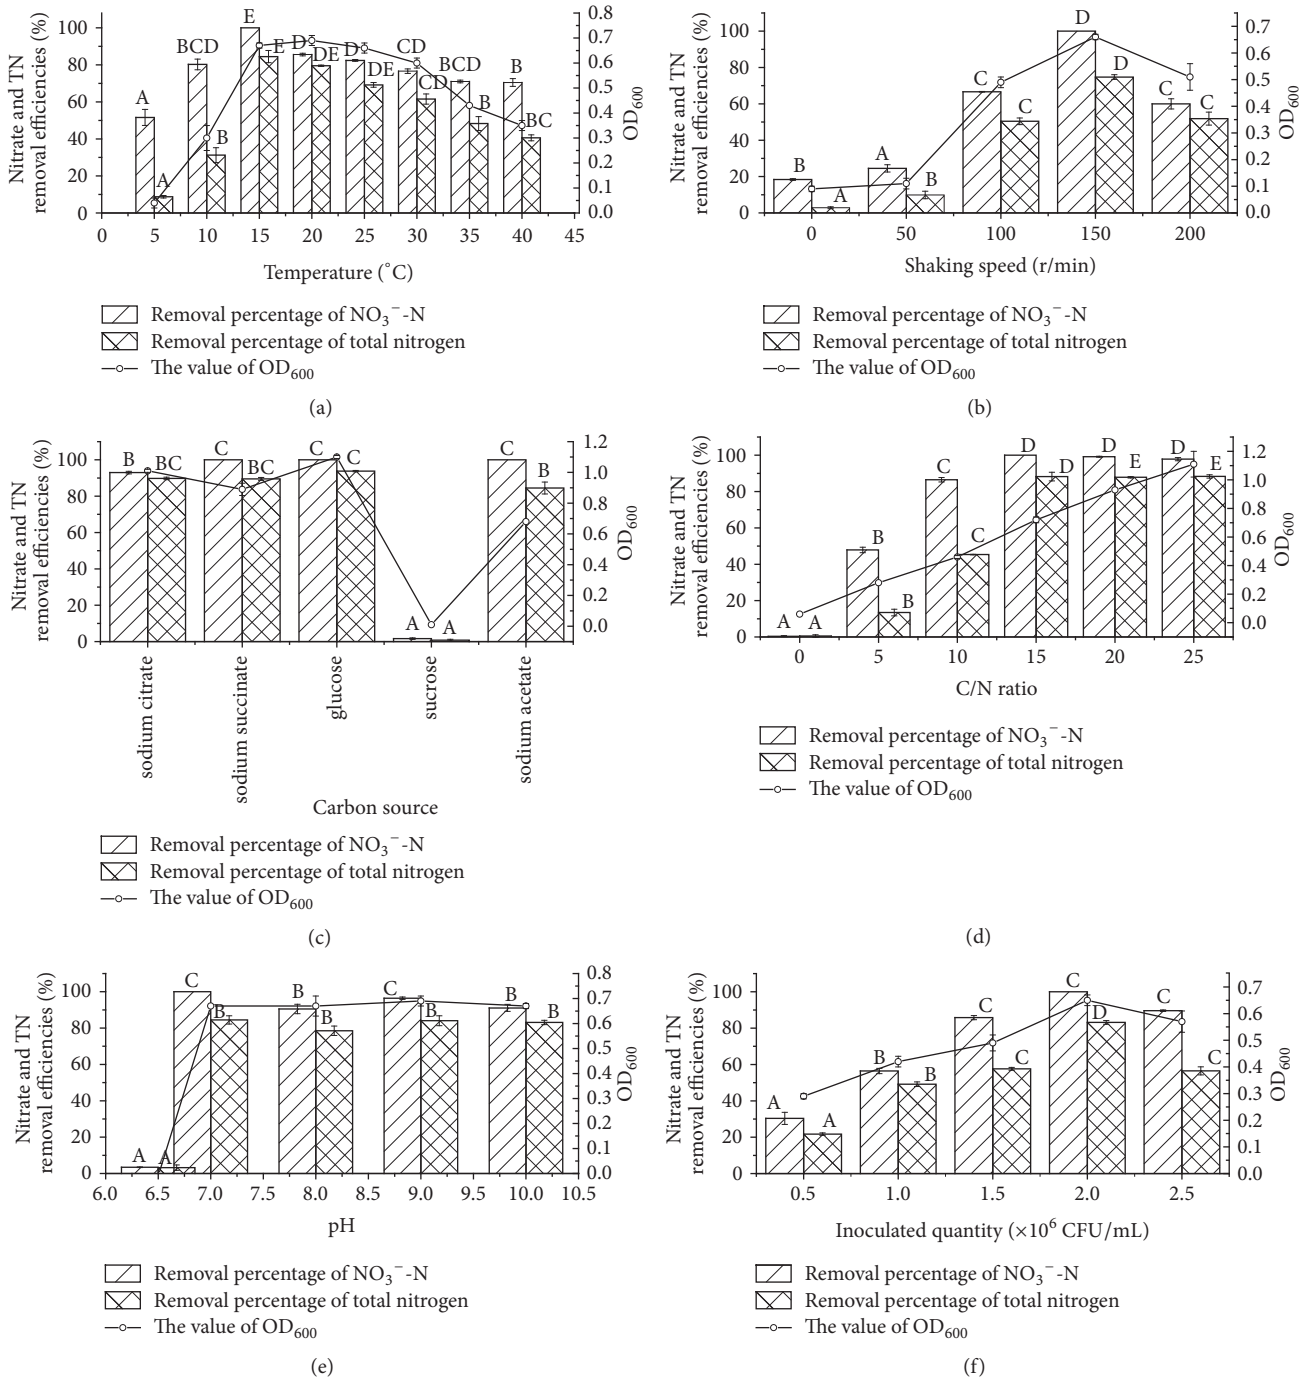 Nitrate and TN
removal efficiencies (%)
0 20 40 60 80 100
A BCD E D D CD BCD B
A B E DE DE CD B BC
0.0 0.1 0.2 0.3 0.4 0.5 0.6 0.7 0.8
OD600
0 5 10 15 20 25 30 35 40 45
Temperature (°C)
Removal percentage of NO3−-N
Removal percentage of total nitrogen
The value of OD600
(a)
Nitrate and TN
removal efficiencies (%)
0 20 40 60 80 100
B A C D C
A B C D C
0.0 0.1 0.2 0.3 0.4 0.5 0.6 0.7
OD600
0 50 100 150 200
Shaking speed (r/min)
Removal percentage of NO3−-N
Removal percentage of total nitrogen
The value of OD600
(b)
Nitrate and TN
removal efficiencies (%)
0 20 40 60 80 100
B C C A C
BC BC C A B
0.0 0.2 0.4 0.6 0.8 1.0 1.2
OD600
sodium citrate
sodium succinate
glucose
sucrose
sodium acetate
Carbon source
Removal percentage of NO3−-N
Removal percentage of total nitrogen
The value of OD600
(c)
Nitrate and TN
removal efficiencies (%)
0 20 40 60 80 100
A B C D D D
A B C D E E
0.0 0.2 0.4 0.6 0.8 1.0 1.2
OD600
0 5 10 15 20 25
C/N ratio
Removal percentage of NO3−-N
Removal percentage of total nitrogen
The value of OD600
(d)
Nitrate and TN
removal efficiencies (%)
0 20 40 60 80 100
A C B C B
A B B B B
0.0 0.1 0.2 0.3 0.4 0.5 0.6 0.7 0.8
OD600
6.0 6.5 7.0 7.5 8.0 8.5 9.0 9.5 10.0 10.5
pH
Removal percentage of NO3−-N
Removal percentage of total nitrogen
The value of OD600
(e)
Nitrate and TN
removal efficiencies (%)
0 20 40 60 80 100
A B C C C
A B C D C
0.0 0.1 0.2 0.3 0.4 0.5 0.6 0.7
OD600
0.5 1.0 1.5 2.0 2.5
Inoculated quantity (×10⁶ CFU/mL)
Removal percentage of NO3−-N
Removal percentage of total nitrogen
The value of OD600
(f)